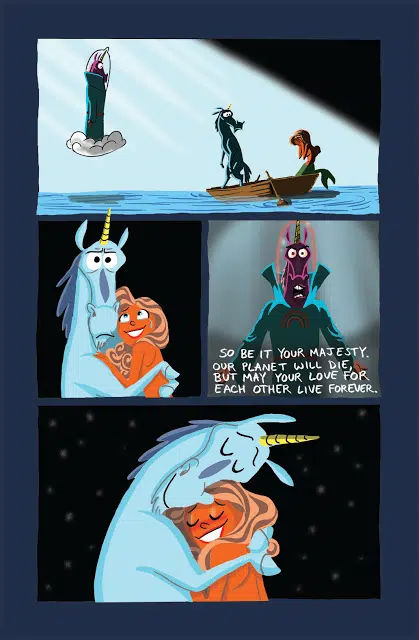 SO BE IT YOUR MAJESTY.
OUR PLANET WILL DIE,
BUT MAY YOUR LOVE FOR
EACH OTHER LIVE FOREVER.